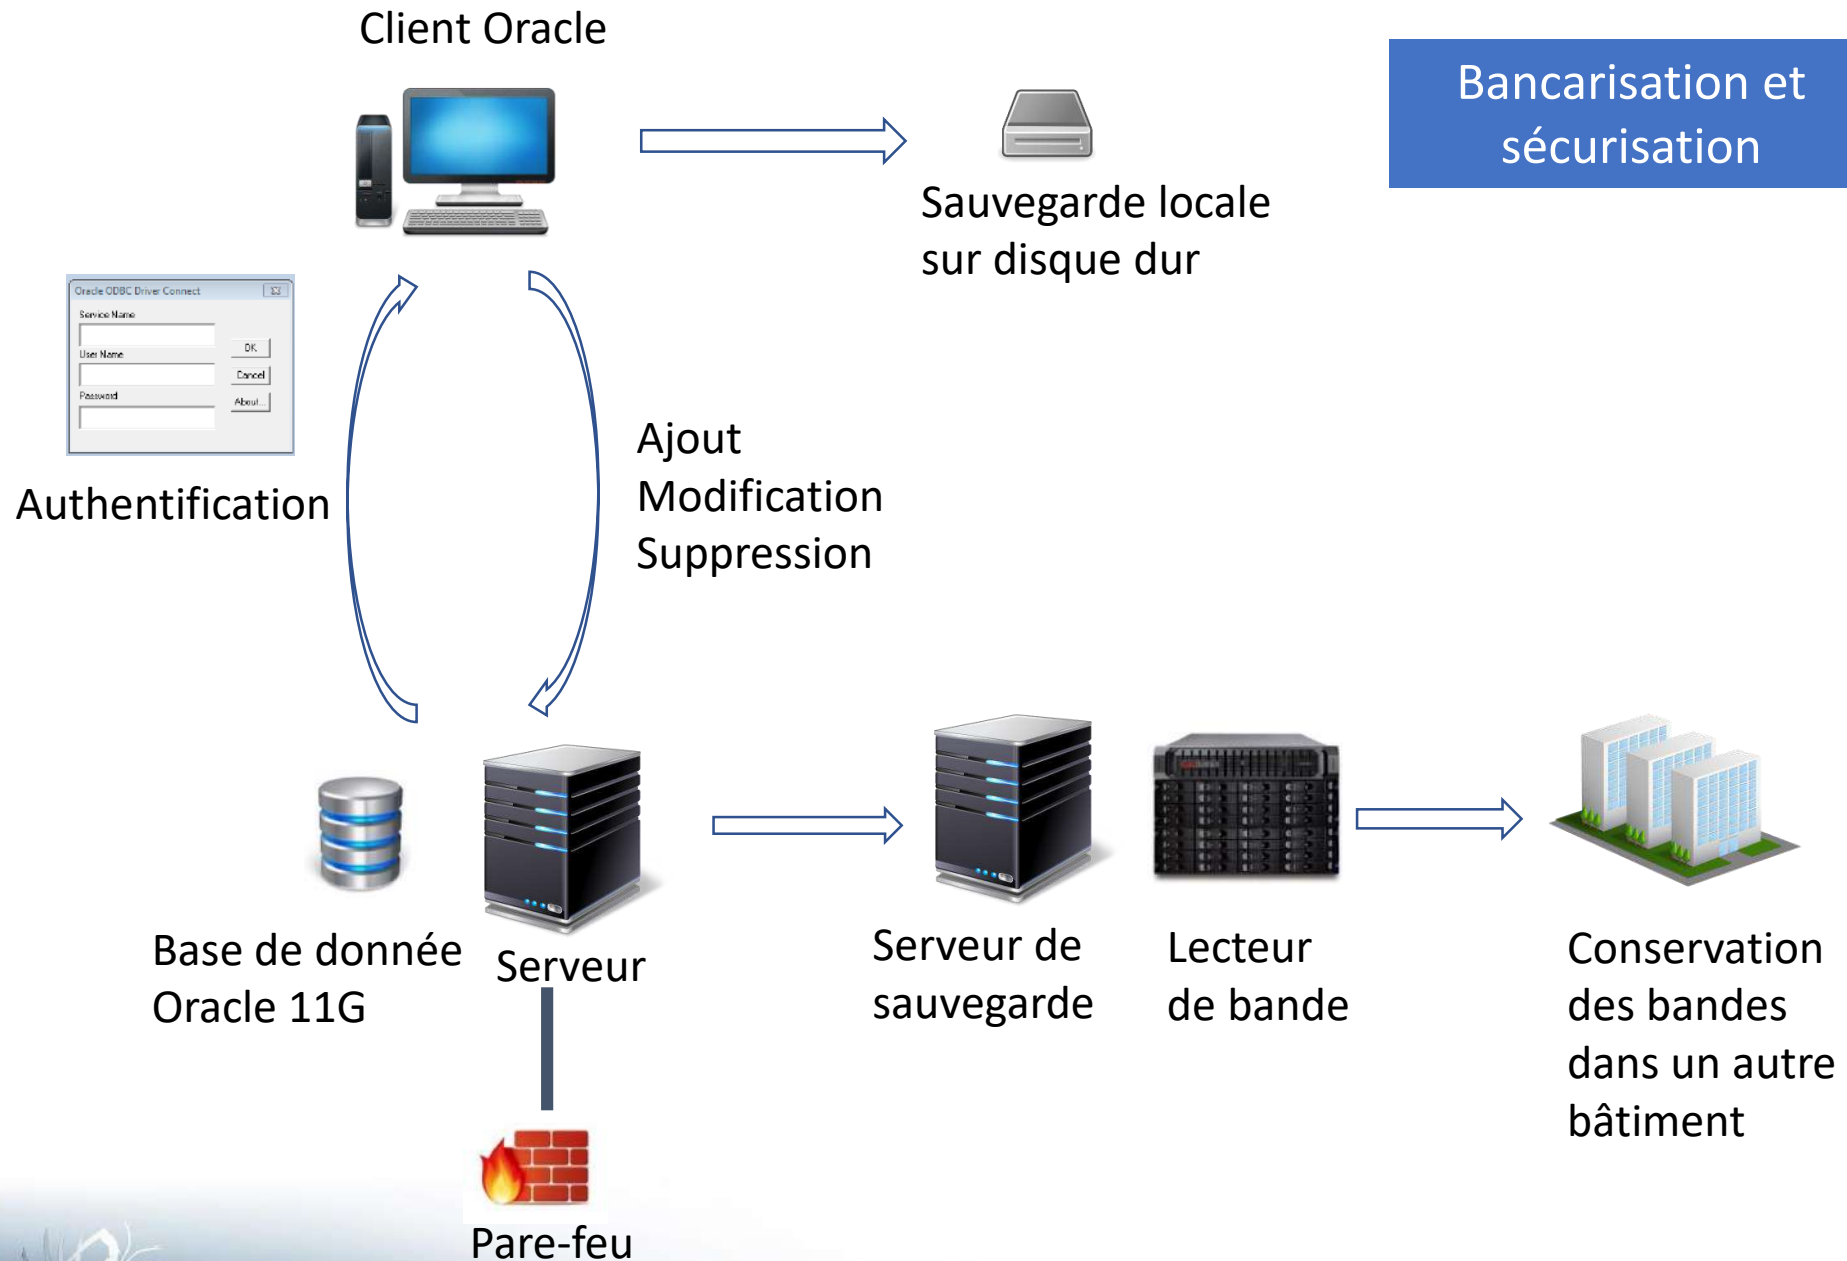 Client Oracle
Bancarisation et
sécurisation
Sauvegarde locale
sur disque dur
Oracle ODBC Driver Connect
Service Name
OK
User Name
Cancel
Password
About...
Authentification
Ajout
Modification
Suppression
Base de donnée
Oracle 11G
Serveur
Serveur de
sauvegarde
Lecteur
de bande
Conservation
des bandes
dans un autre
bâtiment
Pare-feu